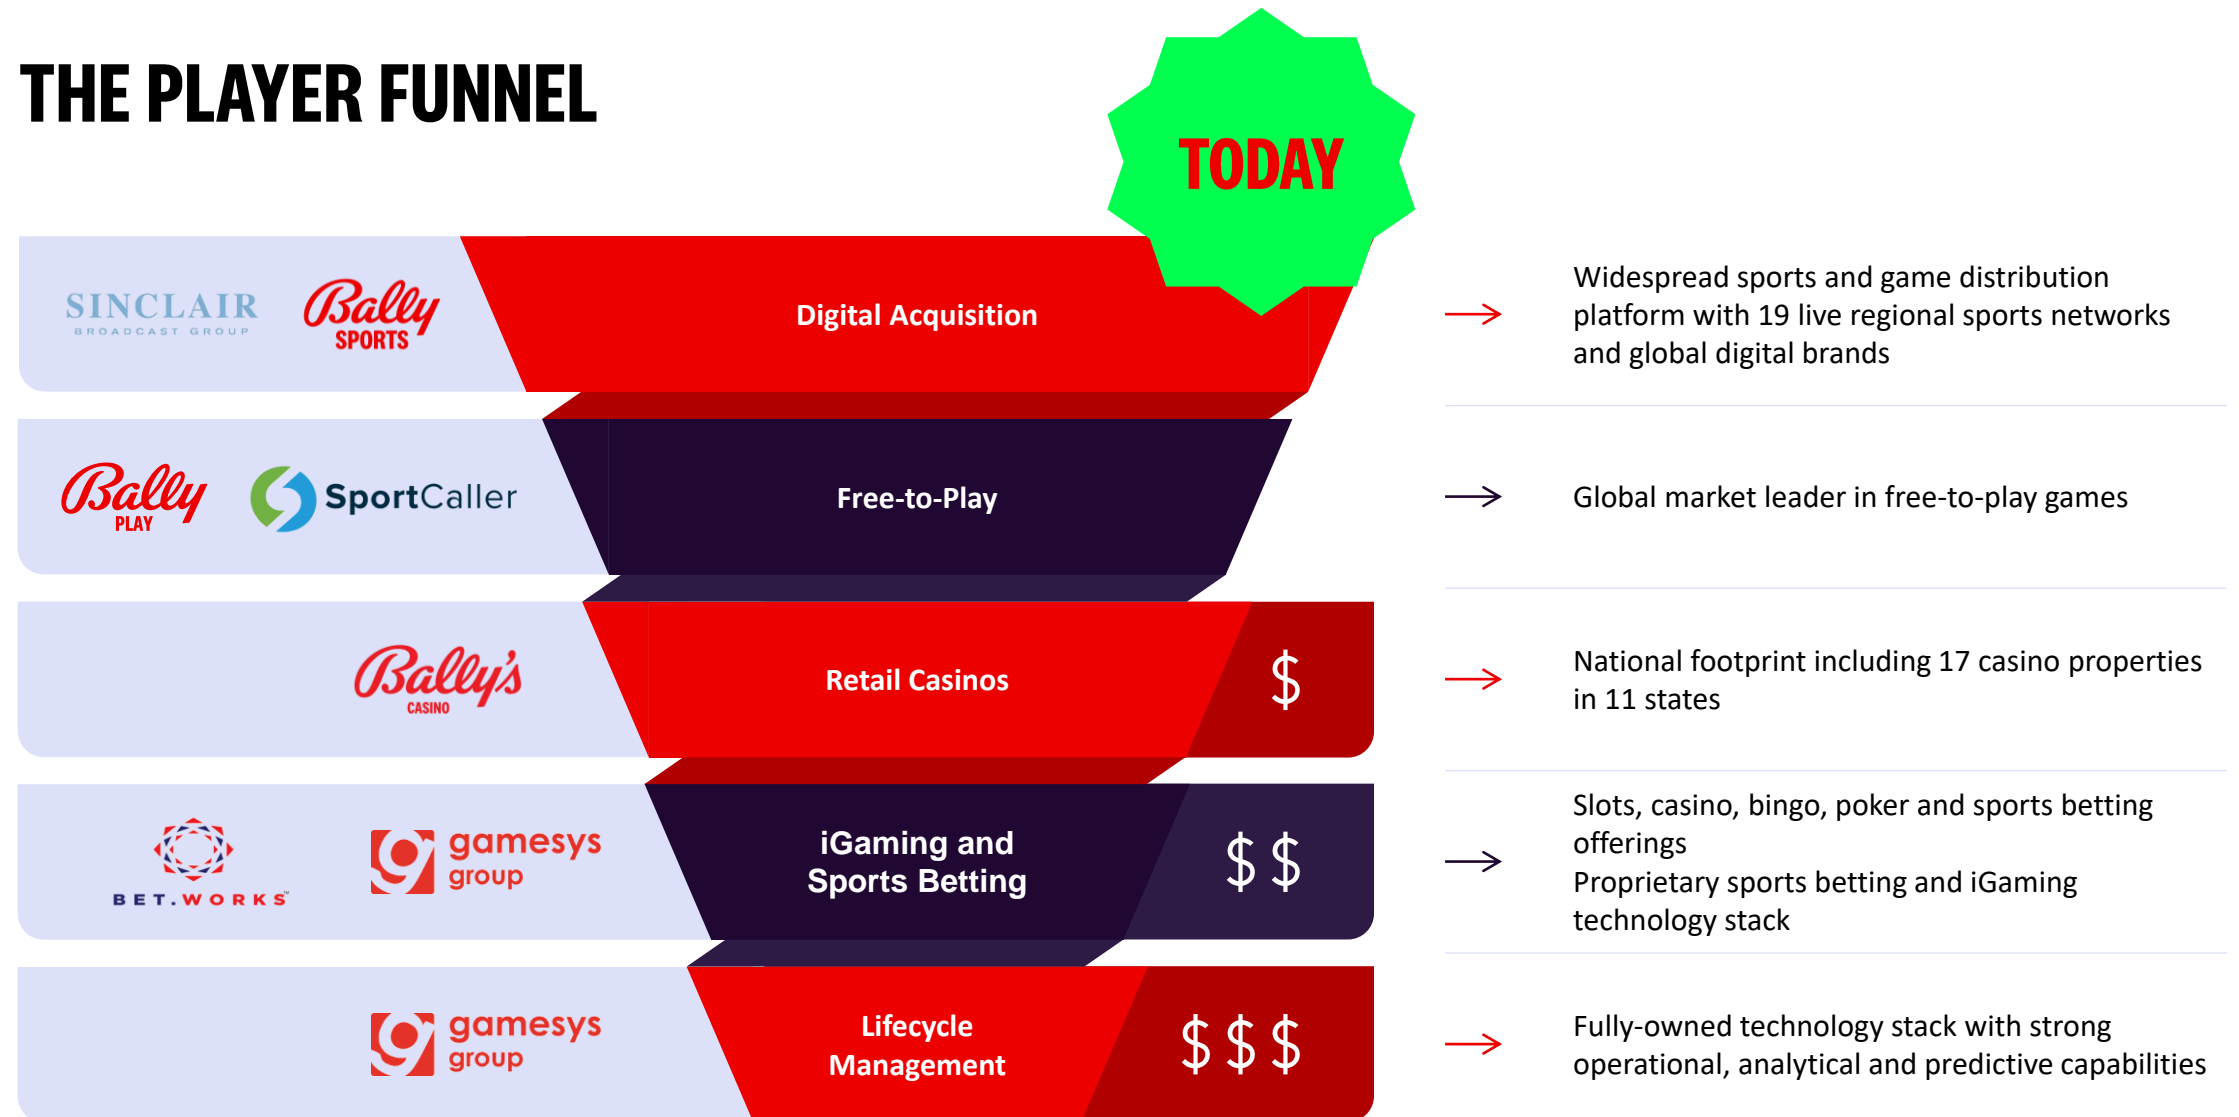 THE PLAYER FUNNEL
TODAY
SINCLAIR
BROADCAST GROUP
Bally
SPORTS
Digital Acquisition
Widespread sports and game distribution
platform with 19 live regional sports networks
and global digital brands
Bally
PLAY
SportCaller
Free-to-Play
Global market leader in free-to-play games
Bally's
CASINO
Retail Casinos
$
National footprint including 17 casino properties
in 11 states
BET.WORKS™
gamesys
group
iGaming and
Sports Betting
$ $
Slots, casino, bingo, poker and sports betting
offerings
Proprietary sports betting and iGaming
technology stack
gamesys
group
Lifecycle
Management
$ $ $
Fully-owned technology stack with strong
operational, analytical and predictive capabilities